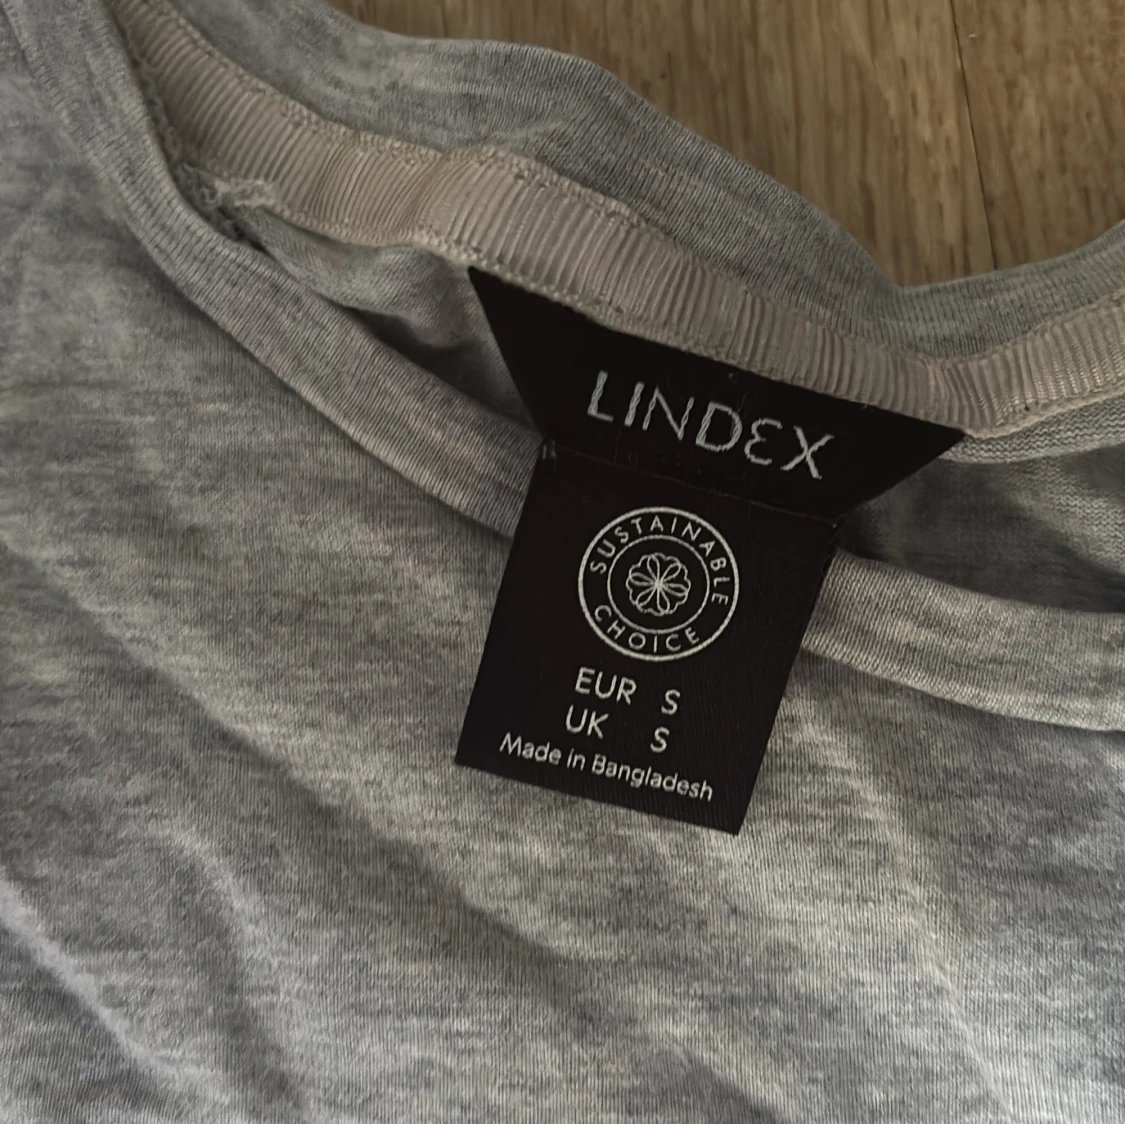 LINDEX
SUSTAINABLE
CHOICE
EUR S
UK S
Made in Bangladesh